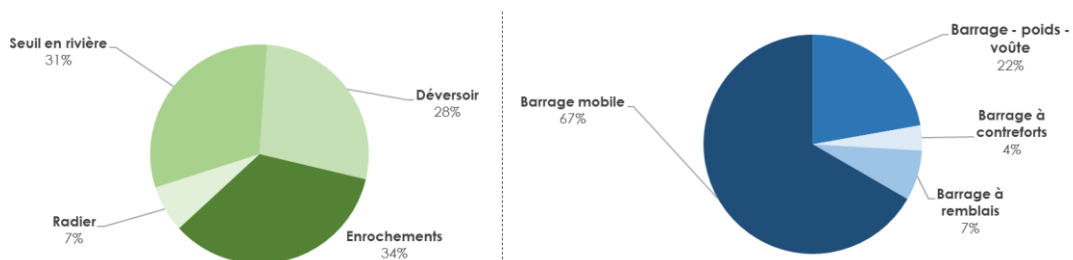 Seuil en rivière
31%
Déversoir
28%
Radier
7%
Enrochements
34%
Barrage - poids -
voûte
22%
Barrage mobile
67%
Barrage à
contreforts
4%
Barrage à
remblais
7%